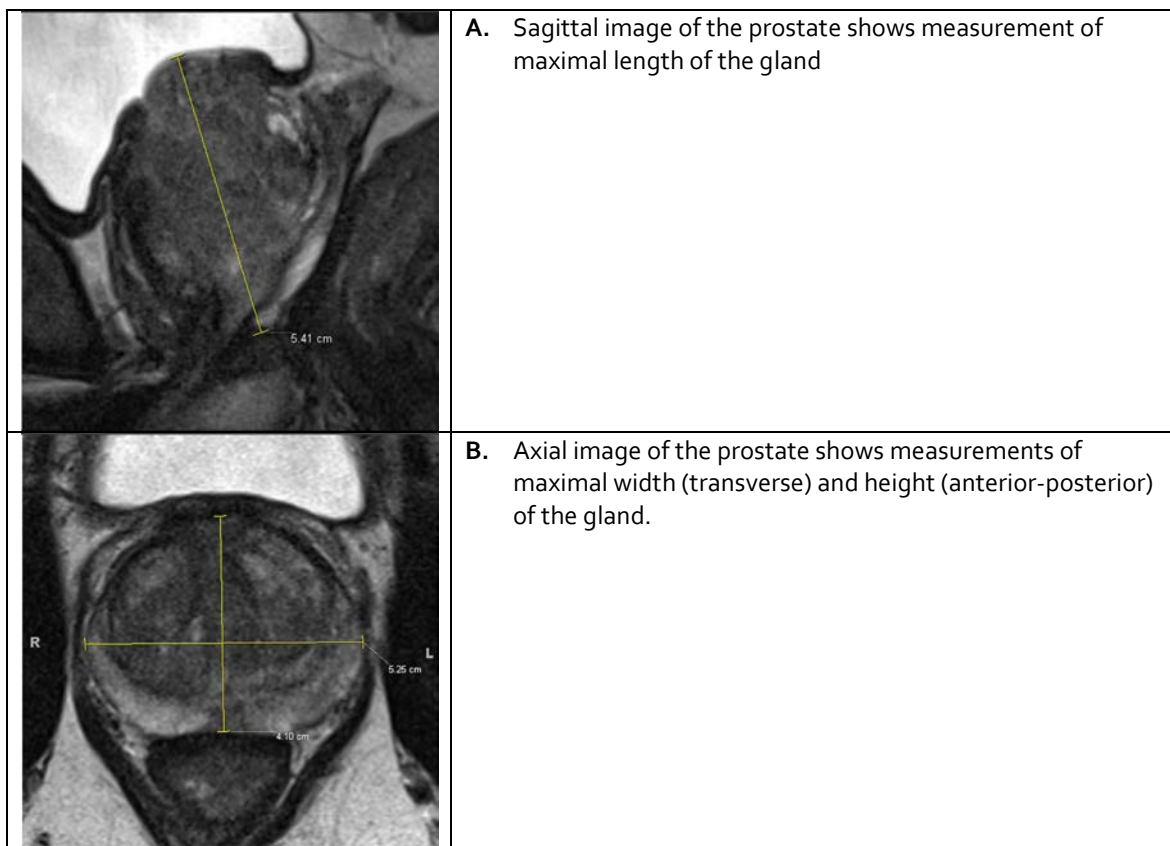 A. Sagittal image of the prostate shows measurement of
maximal length of the gland
5.41 cm
B. Axial image of the prostate shows measurements of
maximal width (transverse) and height (anterior-posterior)
of the gland.
R
L
5.25 cm
4.10 cm